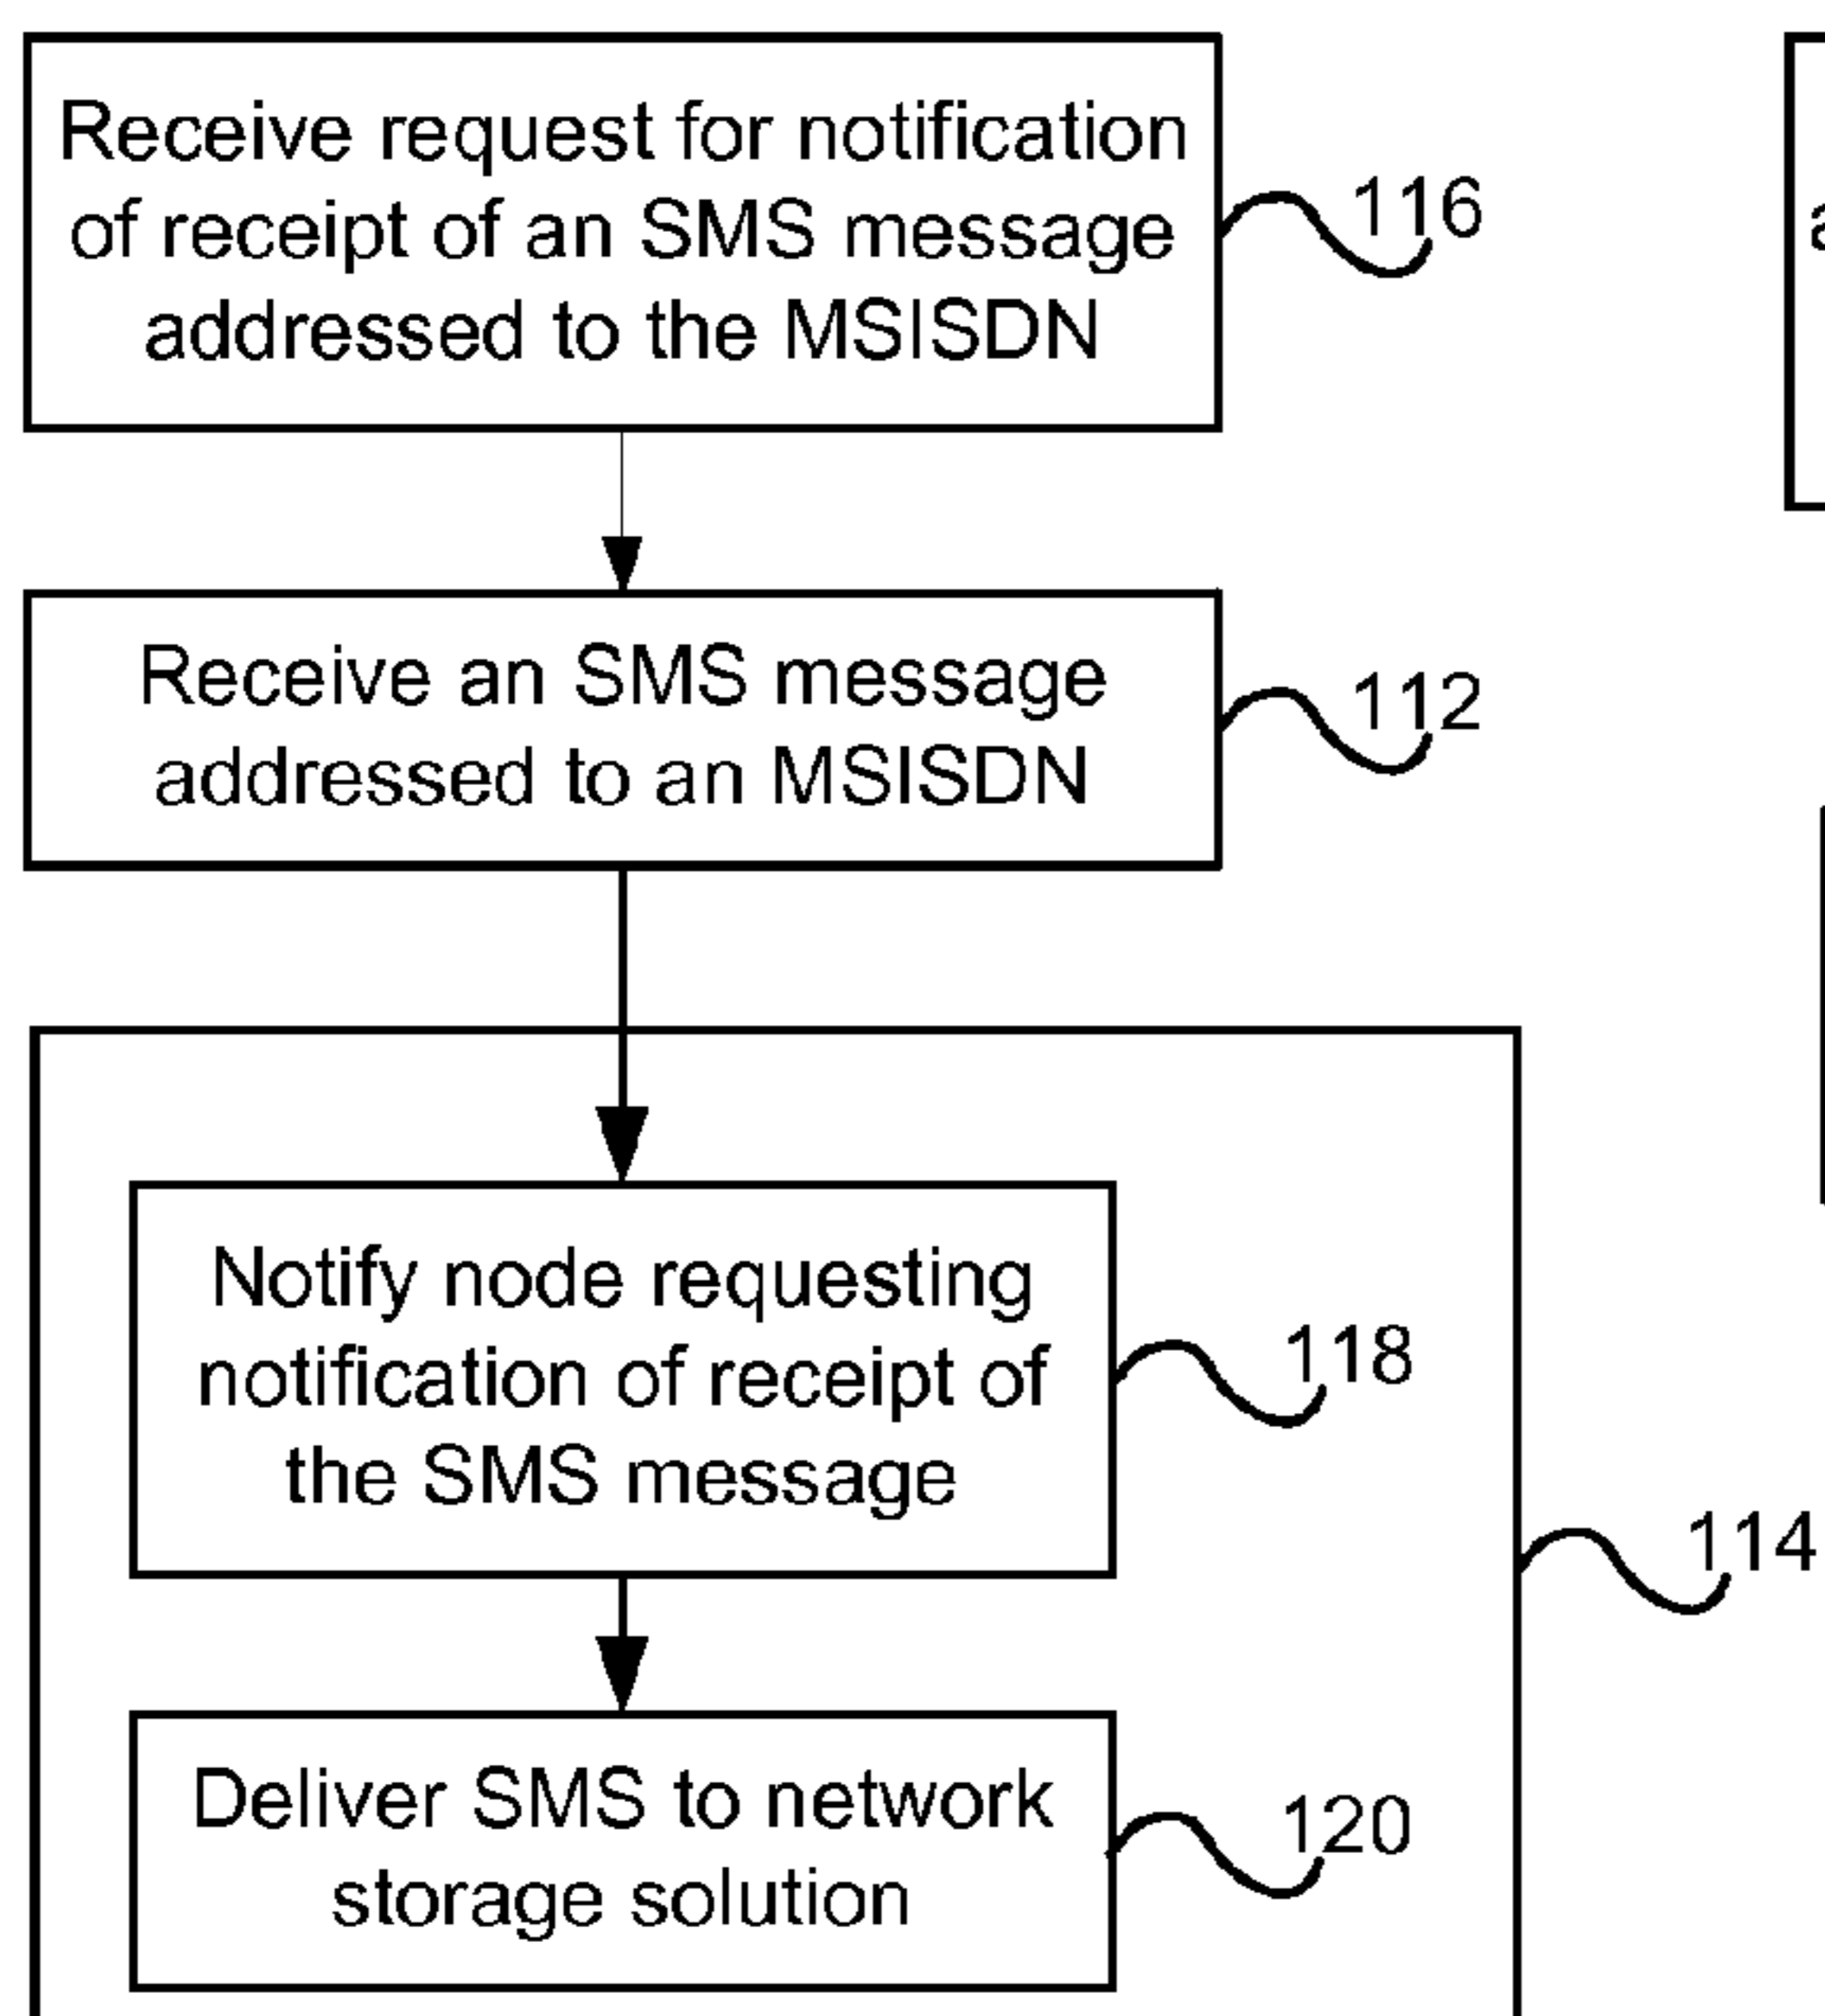 Receive request for notification
of receipt of an SMS message
addressed to the MSISDN
116
Receive an SMS message
addressed to an MSISDN
112
Notify node requesting
notification of receipt of
the SMS message
118
114
Deliver SMS to network
storage solution
120